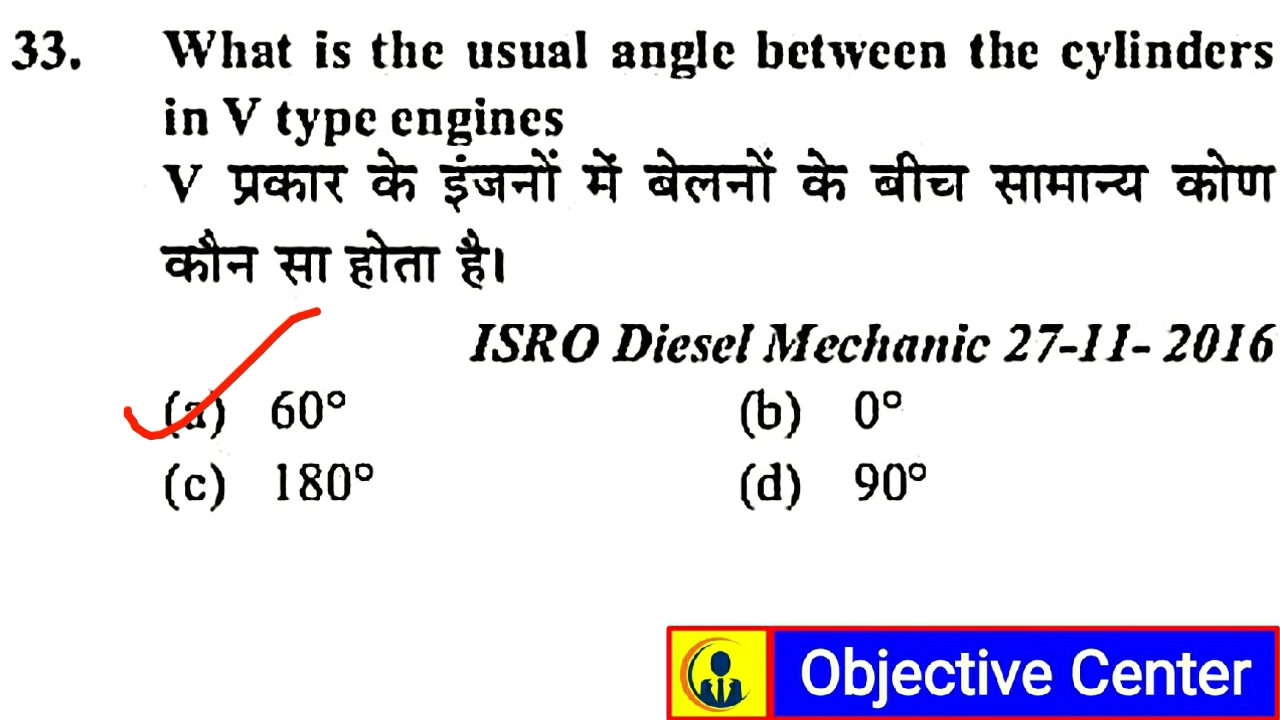 33. What is the usual angle between the cylinders
in V type engines
V प्रकार के इंजनों में बेलनों के बीच सामान्य कोण
कौन सा होता है।
ISRO Diesel Mechanic 27-11- 2016
(a) 60° (b) 0°
(c) 180° (d) 90°
Objective Center